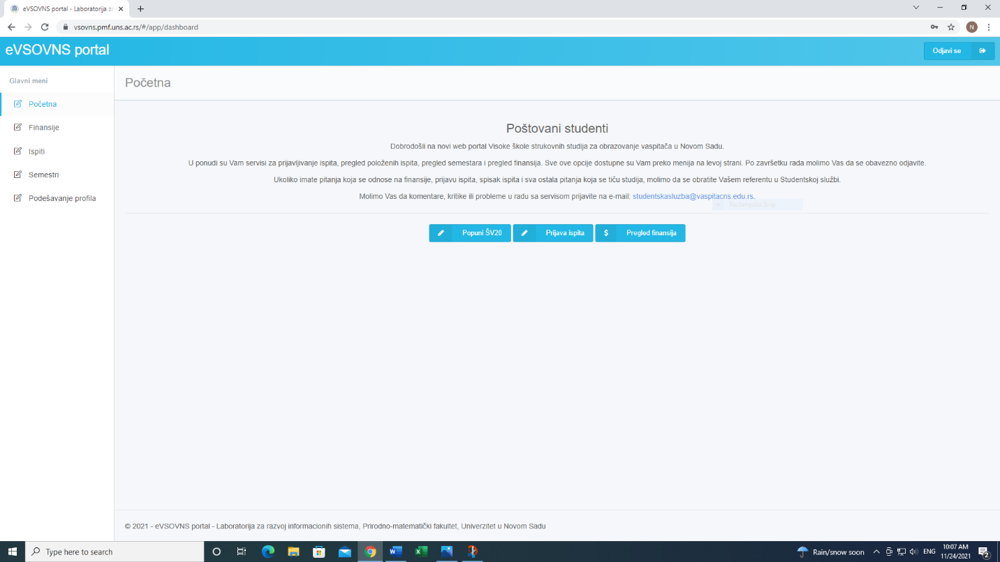 eVSOVNS portal - Laboratorija za
vsovns.pmf.uns.ac.rs/#/app/dashboard
N
eVSOVNS portal
Odjavi se
Glavni meni
Početna
Finansije
Ispiti
Semestri
Podešavanje profila
Početna
Poštovani studenti
Dobrodošli na novi web portal Visoke škole strukovnih studija za obrazovanje vaspitača u Novom Sadu.
U ponudi su Vam servisi za prijavljivanje ispita, pregled položenih ispita, pregled semestara i pregled finansija. Sve ove opcije dostupne su Vam preko menija na levoj strani. Po završetku rada molimo Vas da se obavezno odjavite.
Ukoliko imate pitanja koja se odnose na finansije, prijavu ispita, spisak ispita i sva ostala pitanja koja se tiču studija, molimo da se obratite Vašem referentu u Studentskoj službi.
Molimo Vas da komentare, kritike ili probleme u radu sa servisom prijavite na e-mail: studentskasluzba@vaspitacns.edu.rs.
Rectangular Snip
Popuni ŠV20
Prijava ispita
$ Pregled finansija
© 2021 - eVSOVNS portal - Laboratorija za razvoj informacionih sistema, Prirodno-matematički fakultet, Univerzitet u Novom Sadu
Type here to search
Rain/snow soon
ENG
10:07 AM
11/24/2021
2